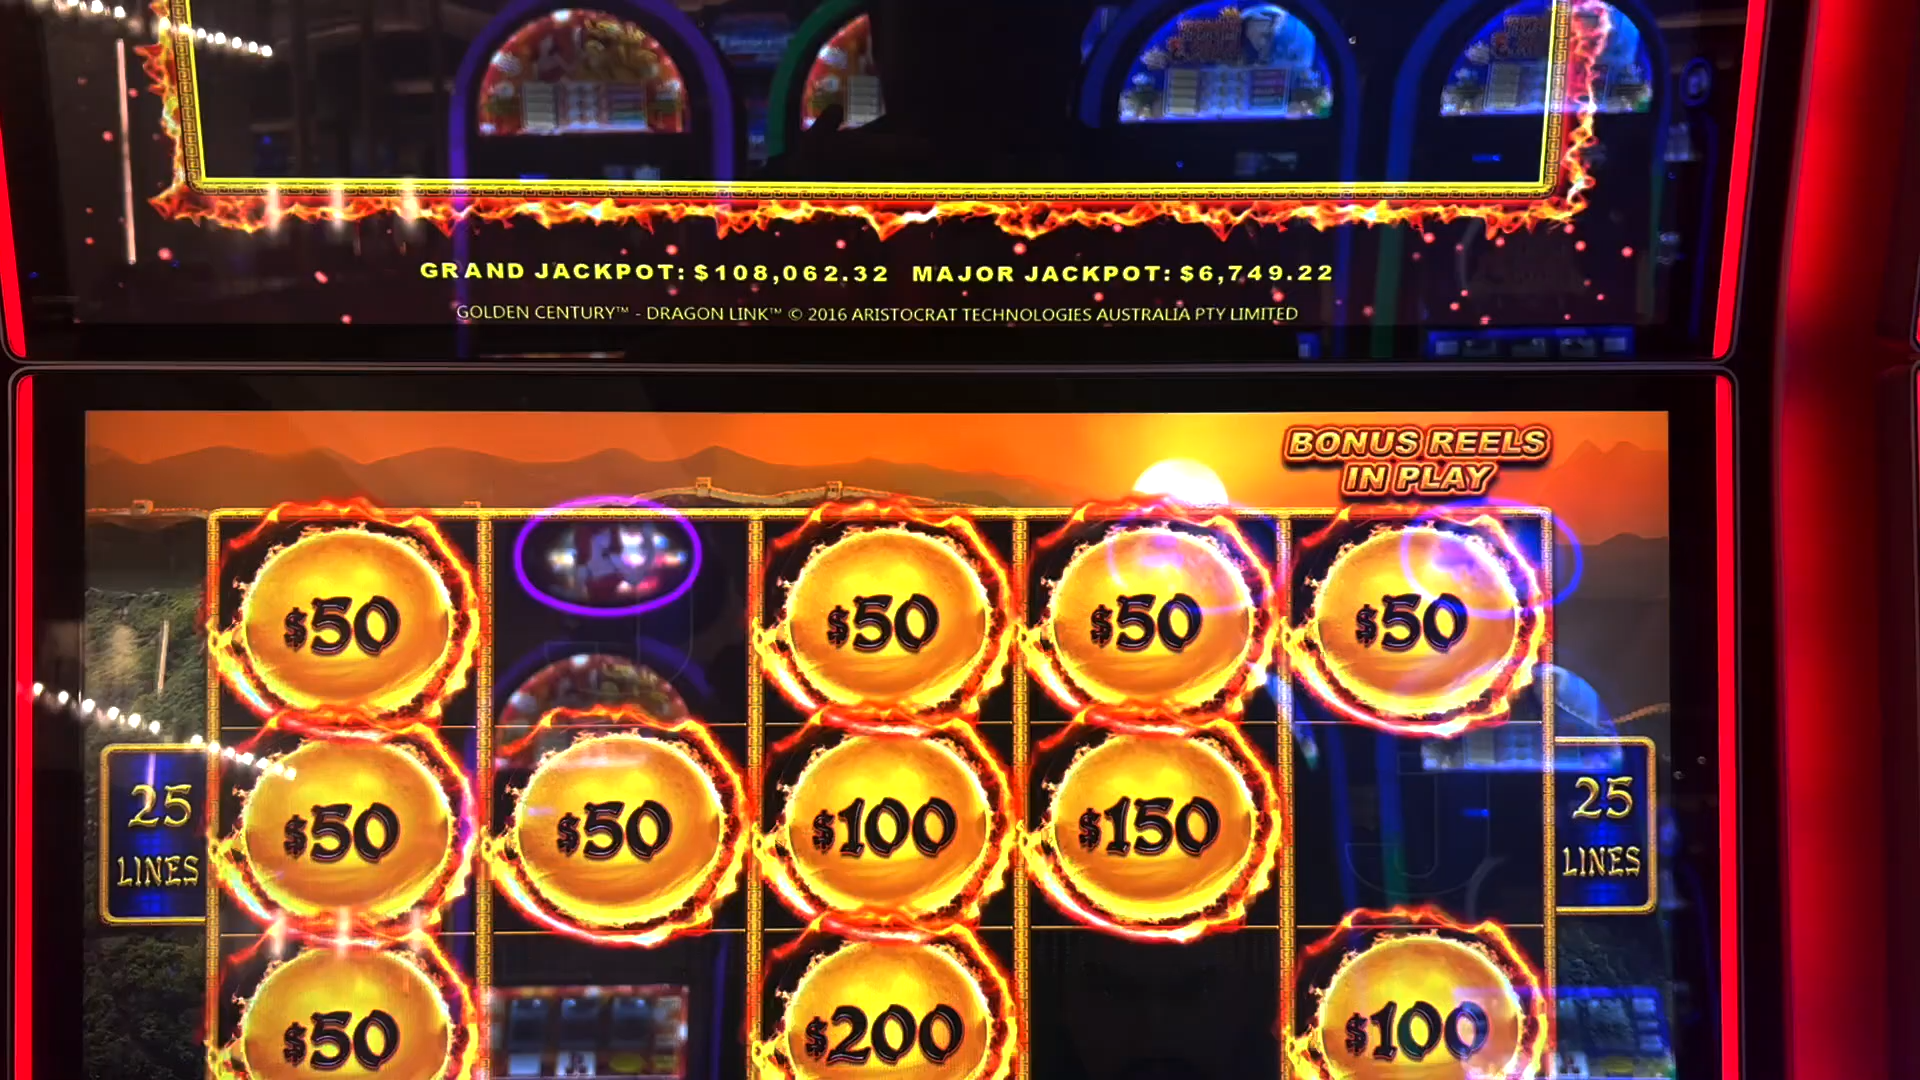 GRAND JACKPOT: $108,062.32 MAJOR JACKPOT: $6,749.22
GOLDEN CENTURY™ - DRAGON LINK™ © 2016 ARISTOCRAT TECHNOLOGIES AUSTRALIA PTY LIMITED
BONUS REELS
IN PLAY
$50 $50 $50 $50
25
LINES
$50 $50 $100 $150
25
LINES
$50 $200 $100